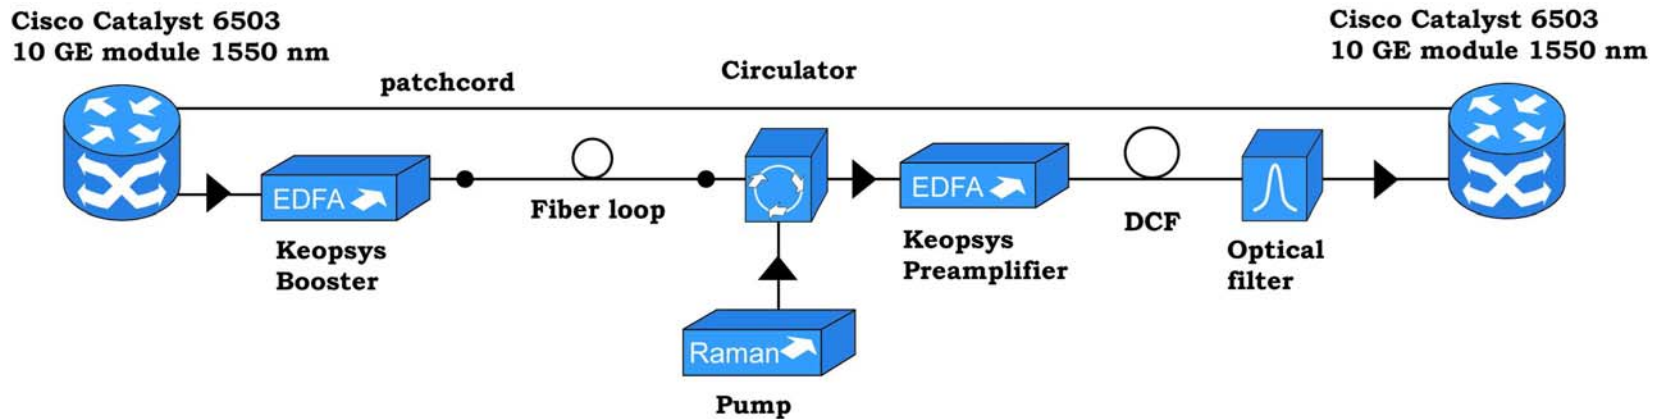 Cisco Catalyst 6503
10 GE module 1550 nm
Cisco Catalyst 6503
10 GE module 1550 nm
patchcord
Circulator
EDFA
Keopsys
Booster
Fiber loop
EDFA
Keopsys
Preamplifier
DCF
Optical
filter
Raman
Pump